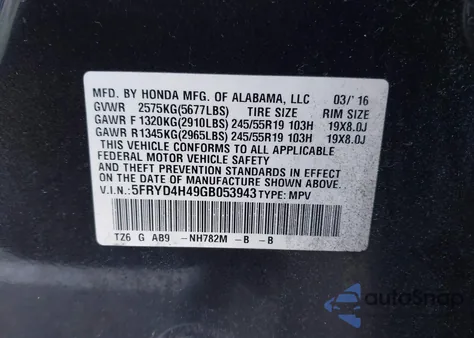 MFD. BY HONDA MFG. OF ALABAMA, LLC 03/'16
GVWR 2575KG(5677LBS) TIRE SIZE RIM SIZE
GAWR F 1320KG(2910LBS) 245/55R19 103H 19X8.0J
GAWR R1345KG(2965LBS) 245/55R19 103H 19X8.0J
THIS VEHICLE CONFORMS TO ALL APPLICABLE
FEDERAL MOTOR VEHICLE SAFETY, BUMPER,
AND THEFT PREVENTION STANDARDS IN EFFECT
ON THE DATE OF MANUFACTURE SHOWN ABOVE.
V.I.N.: 5FRYD4H49GB053943 TYPE: MPV
TZ6 G AB9 -NH782M -B -B
autoSnap